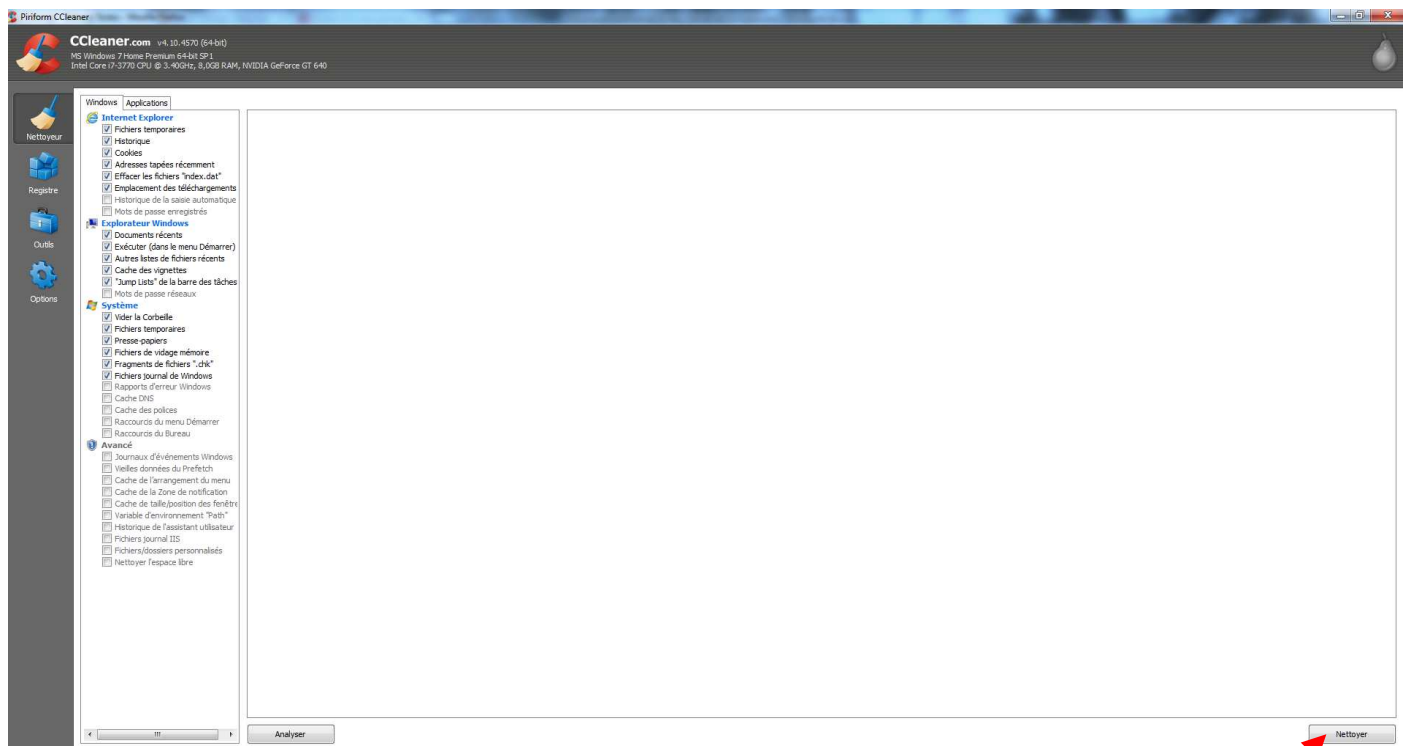 Piriform CCleaner
CCleaner.com v4.10.4570 (64-bit)
MS Windows 7 Home Premium 64-bit SP1
Intel Core i7-3770 CPU @ 3.40GHz, 8,0GB RAM, NVIDIA GeForce GT 640
Nettoyeur
Registre
Outils
Options
Windows Applications
Internet Explorer
Fichiers temporaires
Historique
Cookies
Adresses tapées récemment
Effacer les fichiers "index.dat"
Emplacement des téléchargements
Historique de la saisie automatique
Mots de passe enregistrés
Explorateur Windows
Documents récents
Exécuter (dans le menu Démarrer)
Autres listes de fichiers récents
Cache des vignettes
"Jump Lists" de la barre des tâches
Mots de passe réseaux
Système
Vider la Corbeille
Fichiers temporaires
Presse-papiers
Fichiers de vidage mémoire
Fragments de fichiers ".chk"
Fichiers journal de Windows
Rapports d'erreur Windows
Cache DNS
Cache des polices
Raccourcis du menu Démarrer
Raccourcis du Bureau
Avancé
Journaux d'événements Windows
Vieilles données du Prefetch
Cache de l'arrangement du menu
Cache de la Zone de notification
Cache de taille/position des fenêtre
Variable d'environnement "Path"
Historique de l'assistant utilisateur
Fichiers journal IIS
Fichiers/dossiers personnalisés
Nettoyer l'espace libre
Analyser
Nettoyer